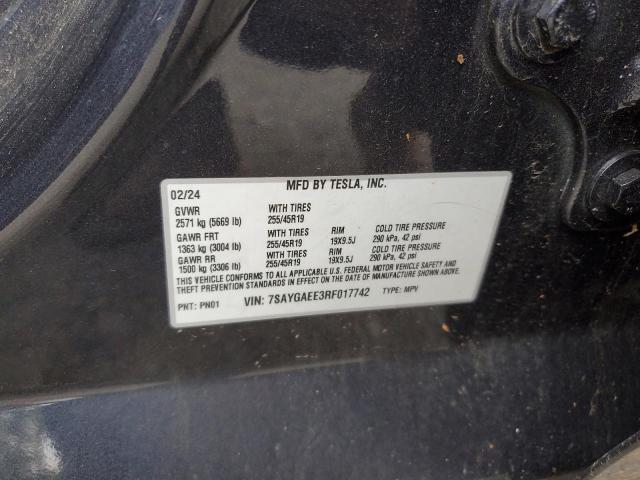 MFD BY TESLA, INC.
02/24
GVWR WITH TIRES
2571 kg (5669 lb) 255/45R19
GAWR FRT WITH TIRES RIM COLD TIRE PRESSURE
1363 kg (3004 lb) 255/45R19 19X9.5J 290 kPa, 42 psi
GAWR RR WITH TIRES RIM COLD TIRE PRESSURE
1500 kg (3306 lb) 255/45R19 19X9.5J 290 kPa, 42 psi
THIS VEHICLE CONFORMS TO ALL APPLICABLE U.S. FEDERAL MOTOR VEHICLE SAFETY AND
THEFT PREVENTION STANDARDS IN EFFECT ON THE DATE OF MANUFACTURE SHOWN ABOVE.
PNT: PN01 VIN: 7SAYGAEE3RF017742 TYPE: MPV